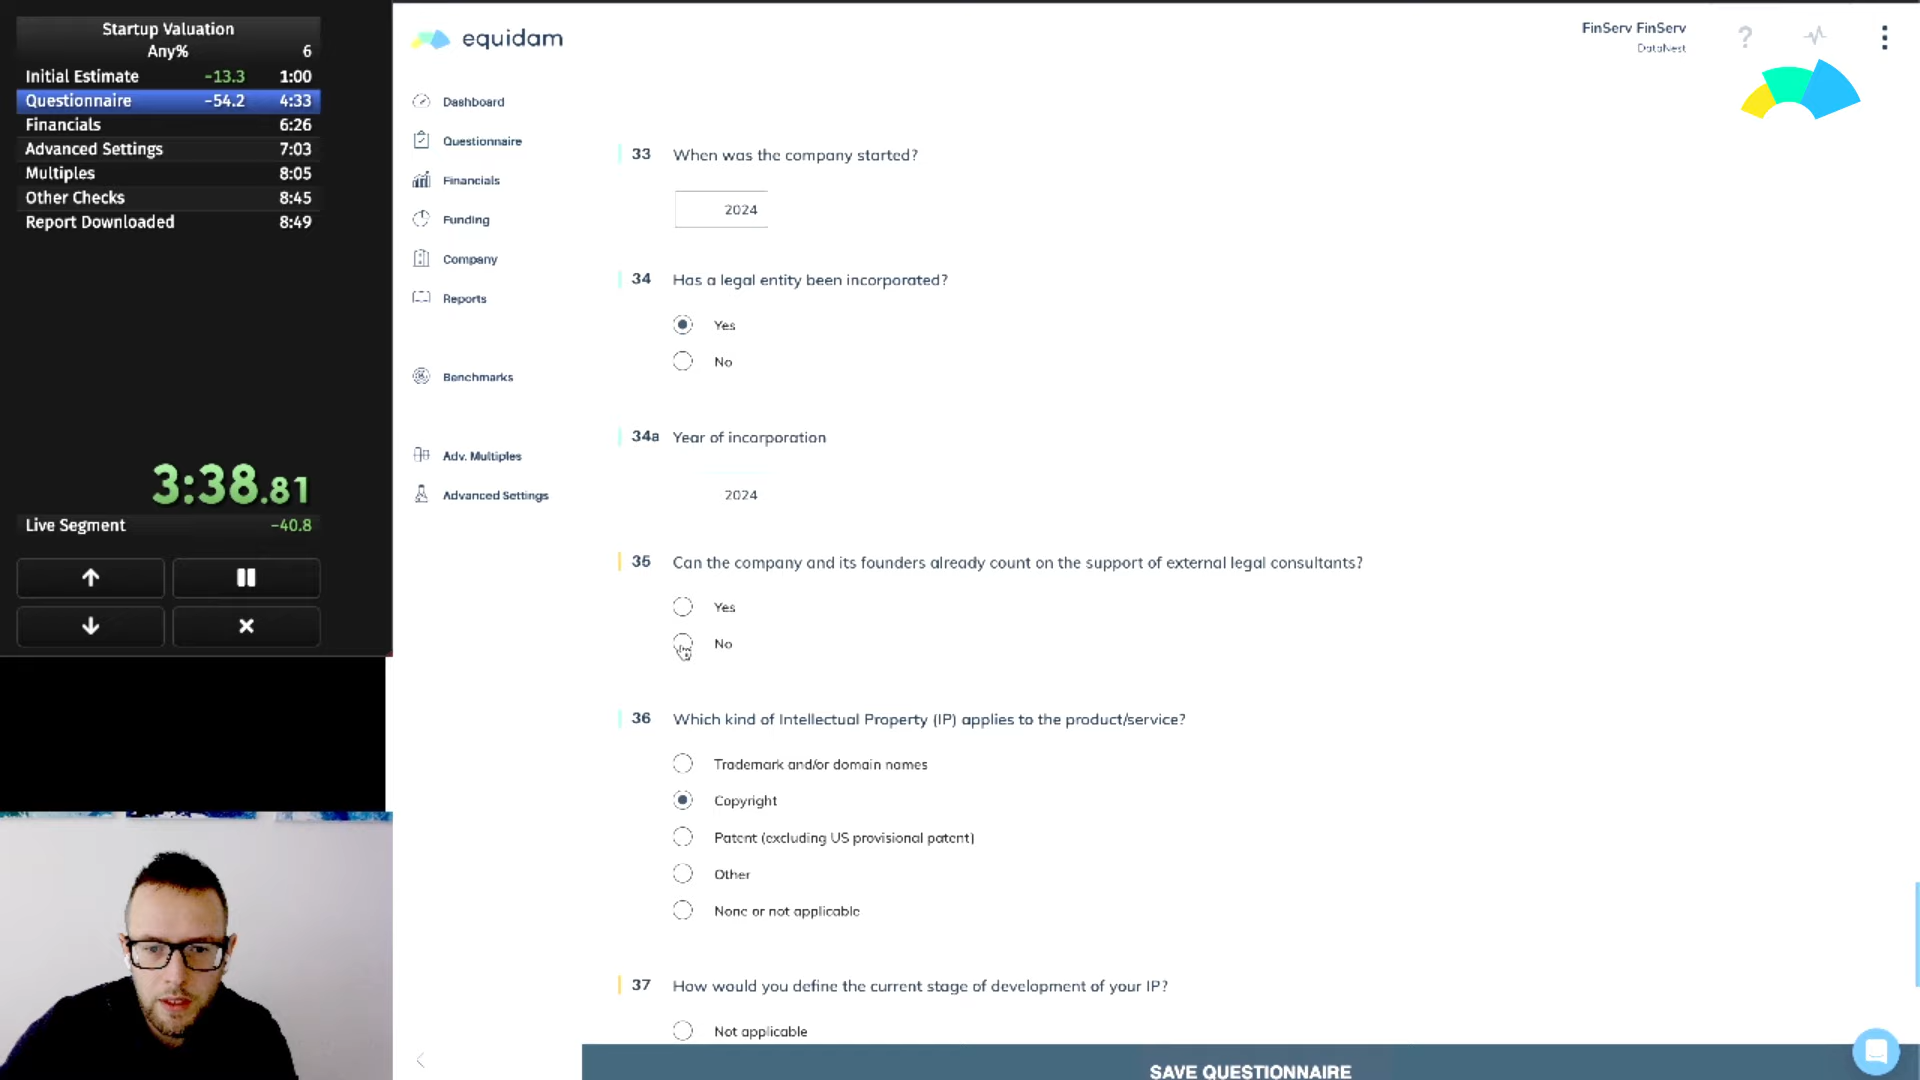 Startup Valuation
Any% 6
Initial Estimate -13.3 1:00
Questionnaire -54.2 4:33
Financials 6:26
Advanced Settings 7:03
Multiples 8:05
Other Checks 8:45
Report Downloaded 8:49
3:38.81
Live Segment -40.8
equidam
FinServ FinServ
DataNest
?
Dashboard
Questionnaire
Financials
Funding
Company
Reports
Benchmarks
Adv. Multiples
Advanced Settings
33 When was the company started?
2024
34 Has a legal entity been incorporated?
Yes
No
34a Year of incorporation
2024
35 Can the company and its founders already count on the support of external legal consultants?
Yes
No
36 Which kind of Intellectual Property (IP) applies to the product/service?
Trademark and/or domain names
Copyright
Patent (excluding US provisional patent)
Other
None or not applicable
37 How would you define the current stage of development of your IP?
Not applicable
SAVE QUESTIONNAIRE